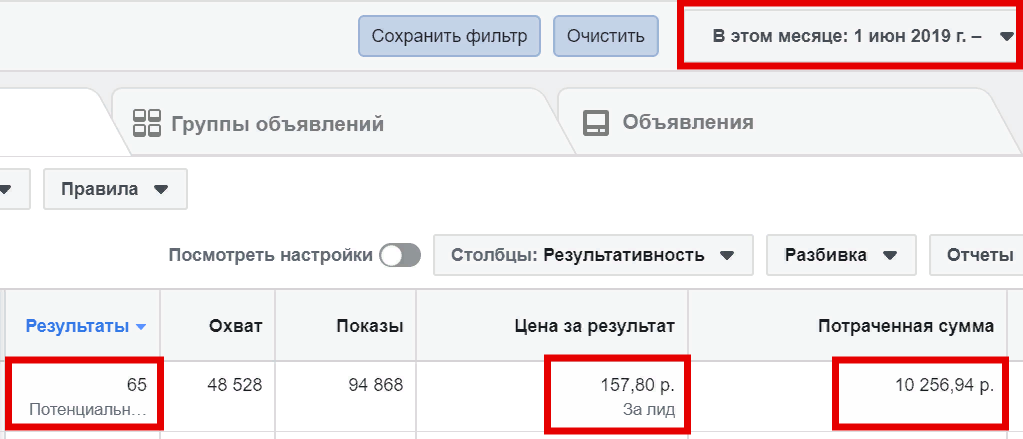 Сохранить фильтр Очистить В этом месяце: 1 июн 2019 г. –
Группы объявлений Объявления
Правила
Посмотреть настройки Столбцы: Результативность Разбивка Отчеты
Результаты Охват Показы Цена за результат Потраченная сумма
65 48 528 94 868 157,80 р. 10 256,94 р.
Потенциальн... За лид